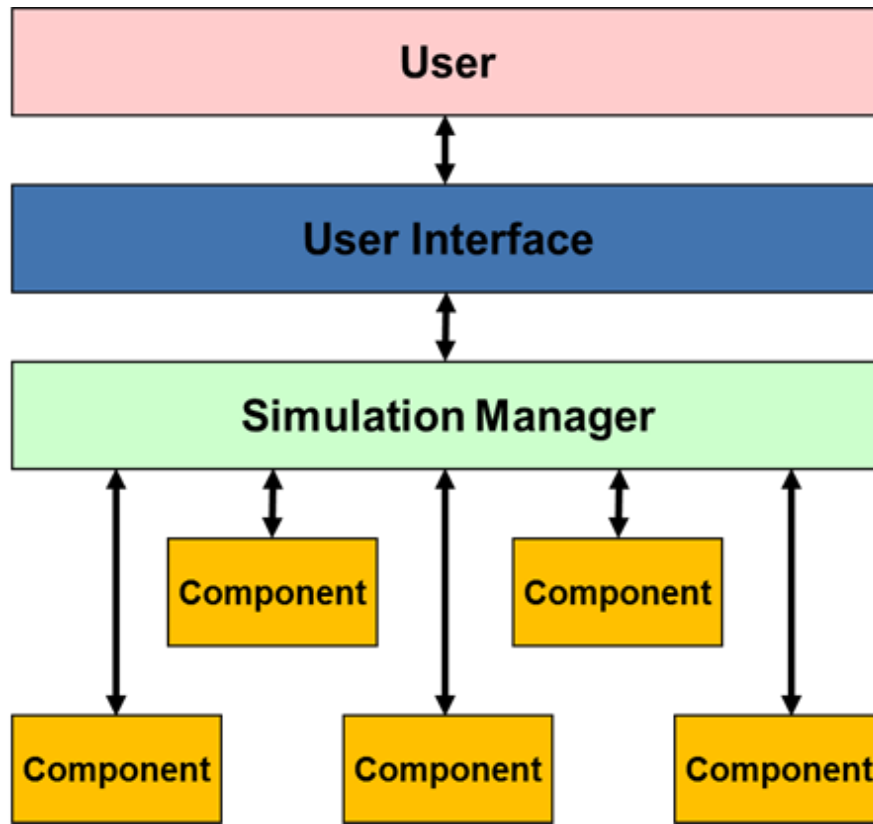 User
User Interface
Simulation Manager
Component
Component
Component
Component
Component